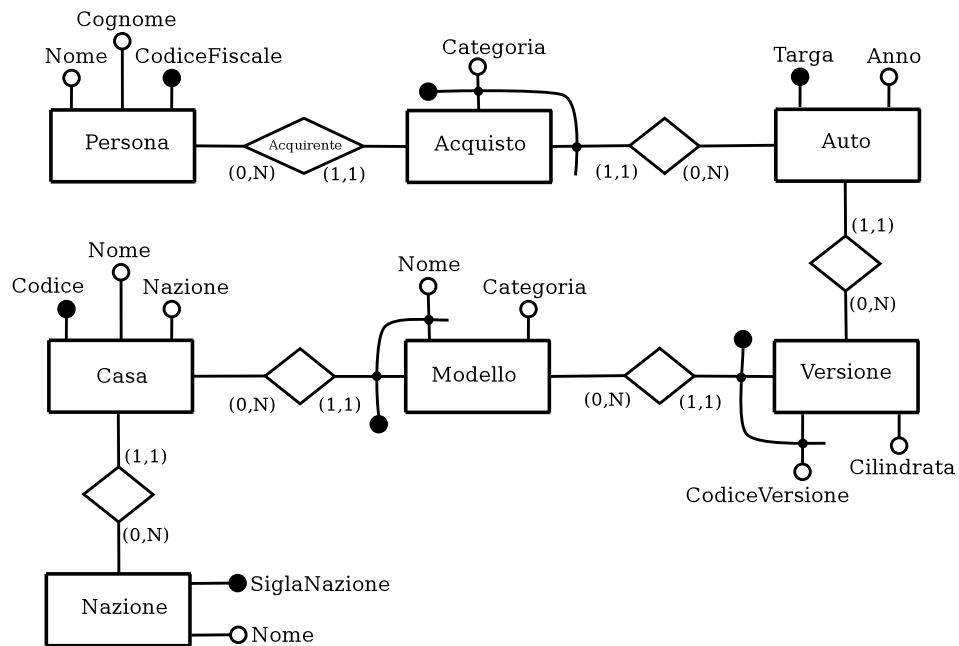 Cognome
Nome
CodiceFiscale
Categoria
Targa
Anno
Persona
Acquirente
Acquisto
Auto
(0,N)
(1,1)
(1,1)
(0,N)
(1,1)
Nome
Codice
Nazione
Nome
Categoria
(0,N)
Casa
Modello
Versione
(0,N)
(1,1)
(0,N)
(1,1)
(1,1)
Cilindrata
CodiceVersione
(0,N)
SiglaNazione
Nazione
Nome